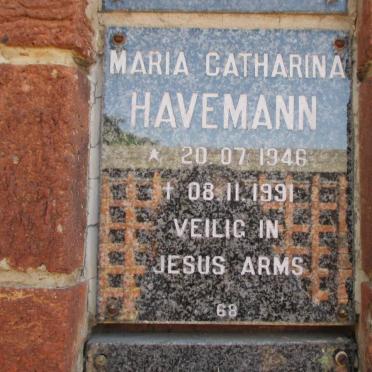 MARIA CATHARINA
HAVEMANN
* 20.07.1946
† 08.11.1991
VEILIG IN
JESUS ARMS
68